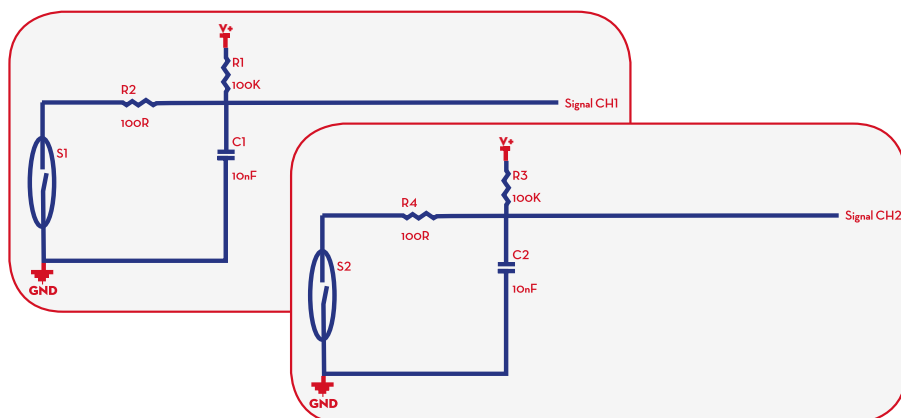 V+
R1
100K
R2
100R
Signal CH1
C1
10nF
S1
GND
V+
R3
100K
R4
100R
Signal CH2
C2
10nF
S2
GND